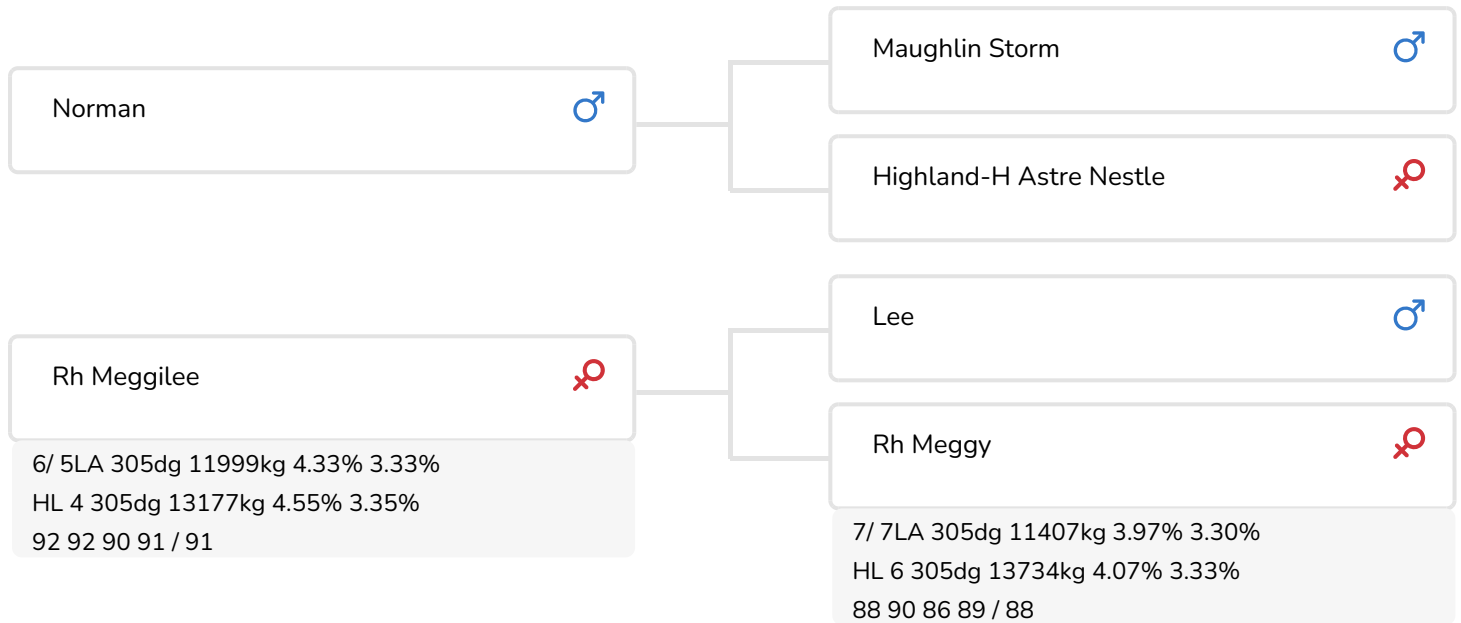 Maughlin Storm
Norman
Highland-H Astre Nestle
Lee
Rh Meggilee
Rh Meggy
6/ 5LA 305dg 11999kg 4.33% 3.33%
HL 4 305dg 13177kg 4.55% 3.35%
92 92 90 91 / 91
7/ 7LA 305dg 11407kg 3.97% 3.30%
HL 6 305dg 13734kg 4.07% 3.33%
88 90 86 89 / 88